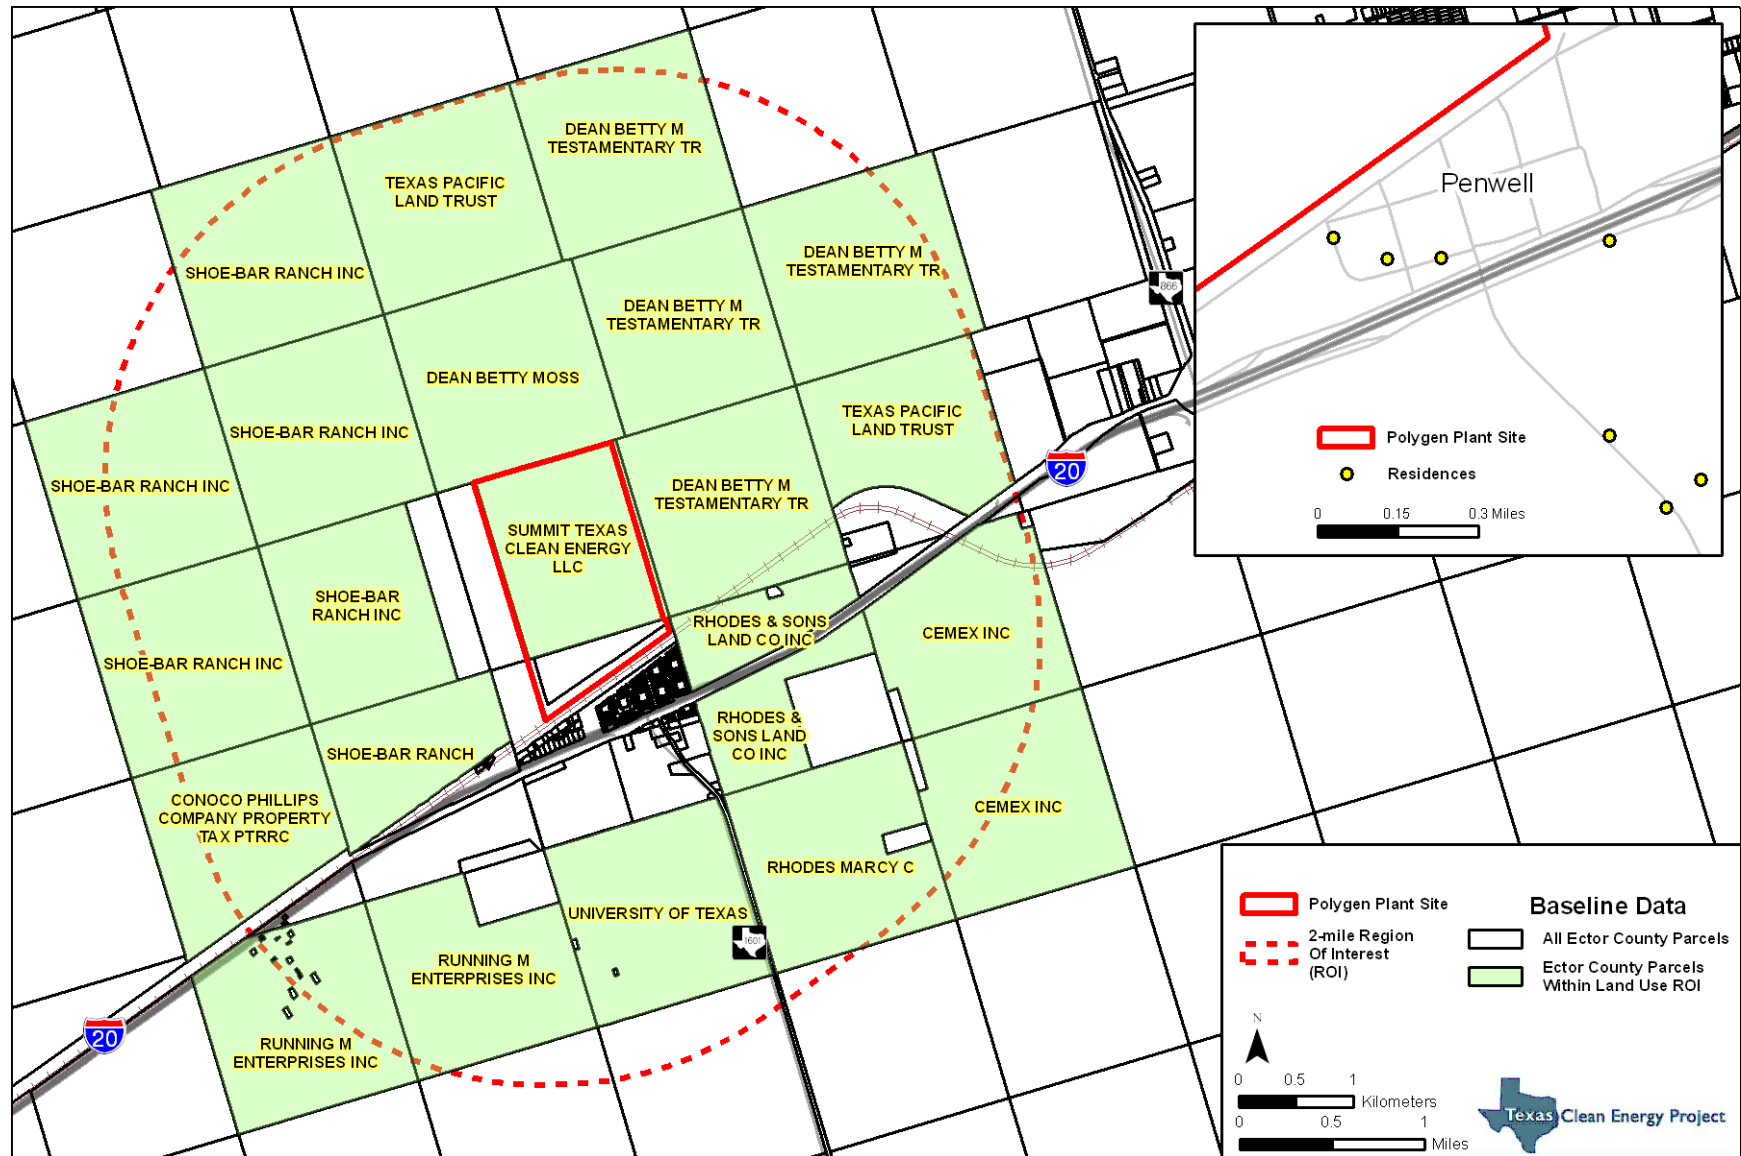 DEAN BETTY M
TESTAMENTARY TR
TEXAS PACIFIC
LAND TRUST
SHOE-BAR RANCH INC
DEAN BETTY M
TESTAMENTARY TR
DEAN BETTY M
TESTAMENTARY TR
DEAN BETTY MOSS
SHOE-BAR RANCH INC
TEXAS PACIFIC
LAND TRUST
SHOE-BAR RANCH INC
DEAN BETTY M
TESTAMENTARY TR
SUMMIT TEXAS
CLEAN ENERGY
LLC
SHOE-BAR
RANCH INC
RHODES & SONS
LAND CO INC
CEMEX INC
SHOE-BAR RANCH INC
RHODES &
SONS LAND
CO INC
SHOE-BAR RANCH
CONOCO PHILLIPS
COMPANY PROPERTY
TAX PTRRC
CEMEX INC
RHODES MARCY C
UNIVERSITY OF TEXAS
RUNNING M
ENTERPRISES INC
RUNNING M
ENTERPRISES INC
866
20
1601
20
Penwell
Polygen Plant Site
Residences
0 0.15 0.3 Miles
Polygen Plant Site
2-mile Region
Of Interest
(ROI)
Baseline Data
All Ector County Parcels
Ector County Parcels
Within Land Use ROI
N
0 0.5 1
Kilometers
0 0.5 1
Miles
Texas Clean Energy Project